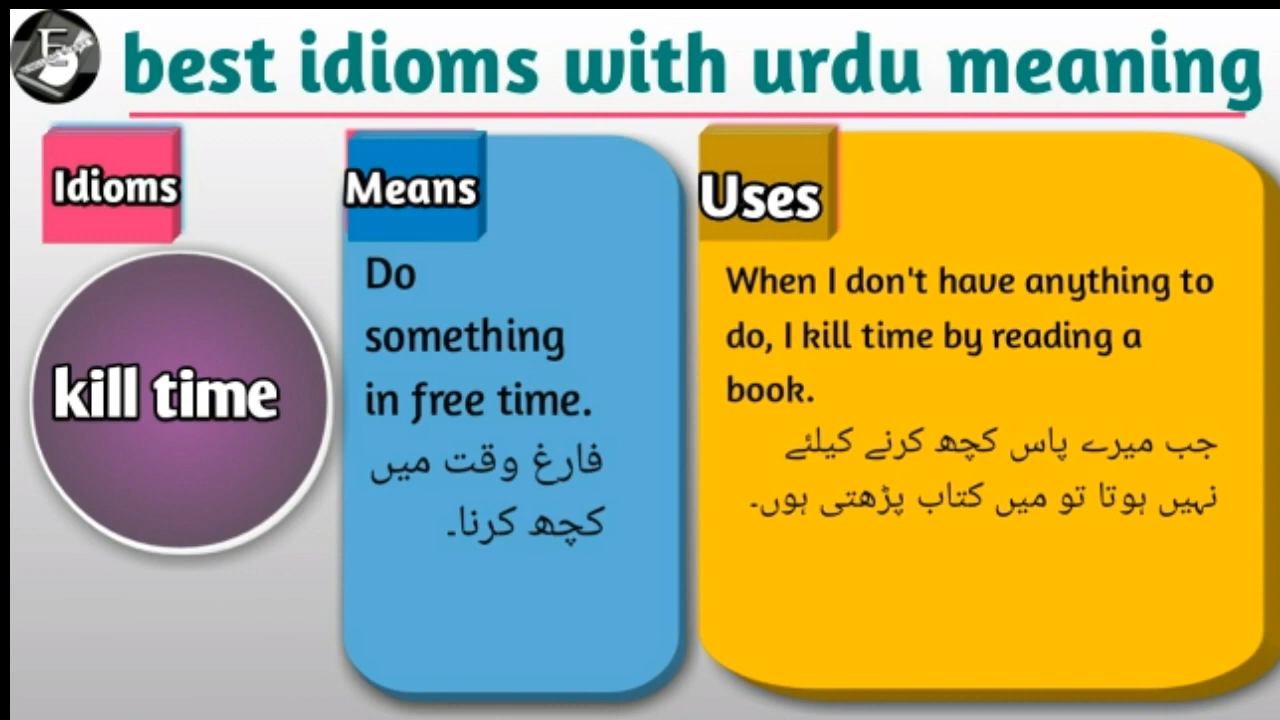 best idioms with urdu meaning
Idioms
kill time
Means
Do
something
in free time.
فارغ وقت میں
کچھ کرنا۔
Uses
When I don't have anything to
do, I kill time by reading a
book.
جب میرے پاس کچھ کرنے کیلئے
نہیں ہوتا تو میں کتاب پڑھتی ہوں۔